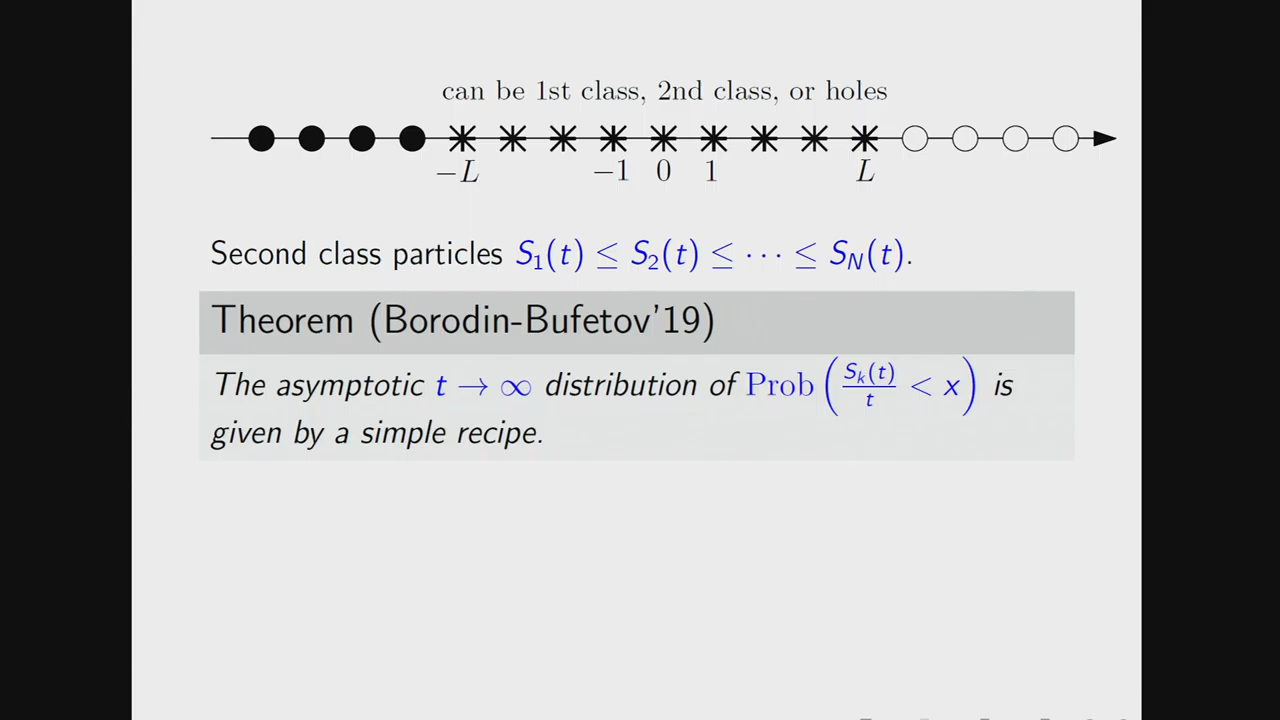 can be 1st class, 2nd class, or holes
−L −1 0 1 L
Second class particles S₁(t) ≤ S₂(t) ≤ ⋯ ≤ S_N(t).
Theorem (Borodin-Bufetov'19)
The asymptotic t → ∞ distribution of Prob(S_k(t)/t < x) is
given by a simple recipe.